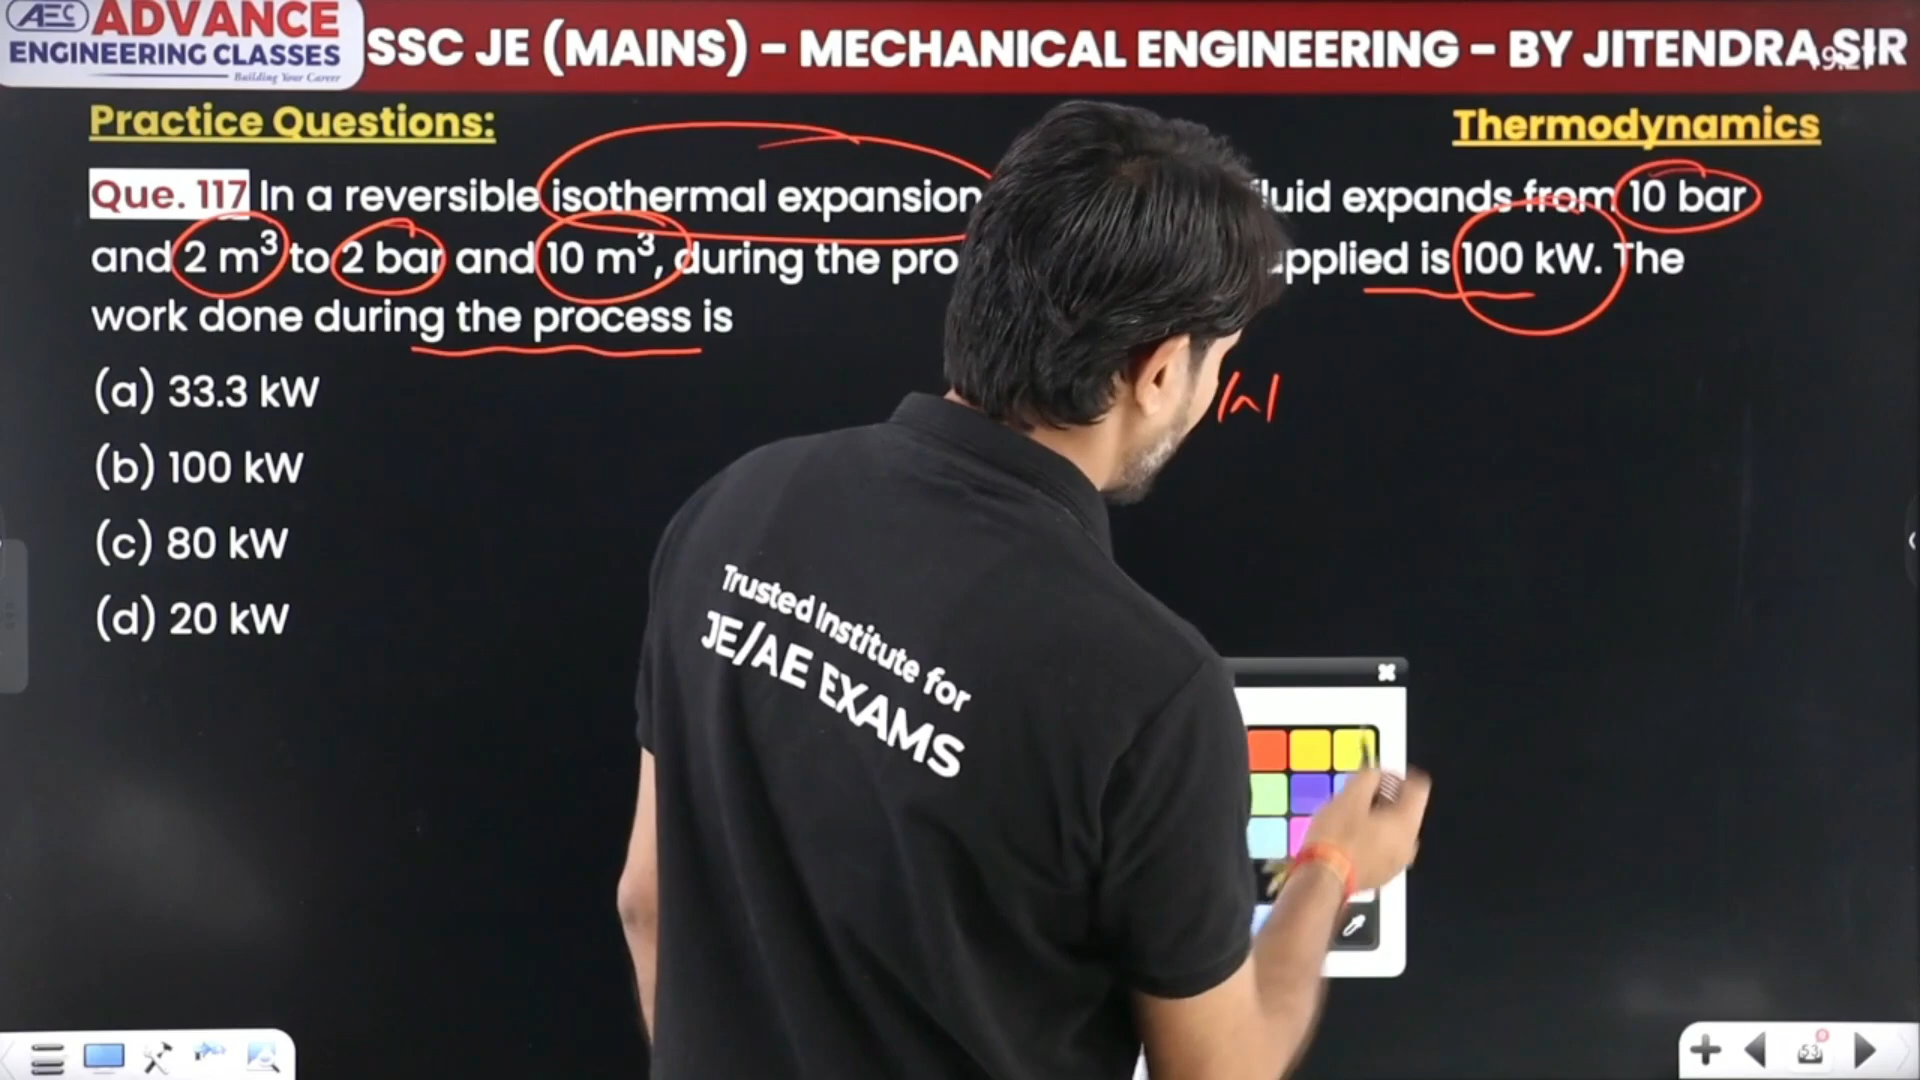 AEC ADVANCE
ENGINEERING CLASSES
Building Your Career
SSC JE (MAINS) - MECHANICAL ENGINEERING - BY JITENDRA SIR
Practice Questions:
Thermodynamics
Que. 117 In a reversible isothermal expansion fluid expands from 10 bar
and 2 m³ to 2 bar and 10 m³, during the pro pplied is 100 kW. The
work done during the process is
(a) 33.3 kW
(b) 100 kW
(c) 80 kW
(d) 20 kW
Trusted Institute for
JE/AE EXAMS
53